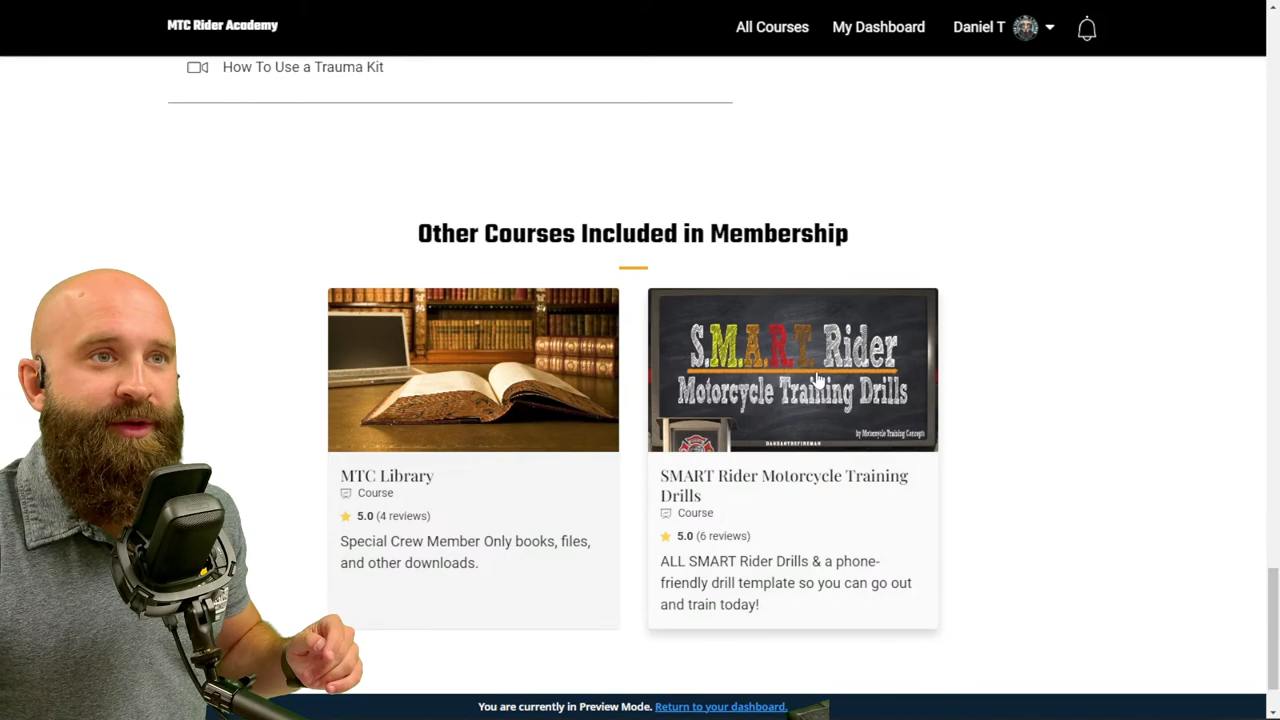 MTC Rider Academy
All Courses
My Dashboard
Daniel T
How To Use a Trauma Kit
Other Courses Included in Membership
S.M.A.R.T. Rider
Motorcycle Training Drills
by Motorcycle Training Concepts
DANDANTHEFIREMAN
MTC Library
Course
5.0 (4 reviews)
Special Crew Member Only books, files,
and other downloads.
SMART Rider Motorcycle Training
Drills
Course
5.0 (6 reviews)
ALL SMART Rider Drills & a phone-
friendly drill template so you can go out
and train today!
You are currently in Preview Mode. Return to your dashboard.